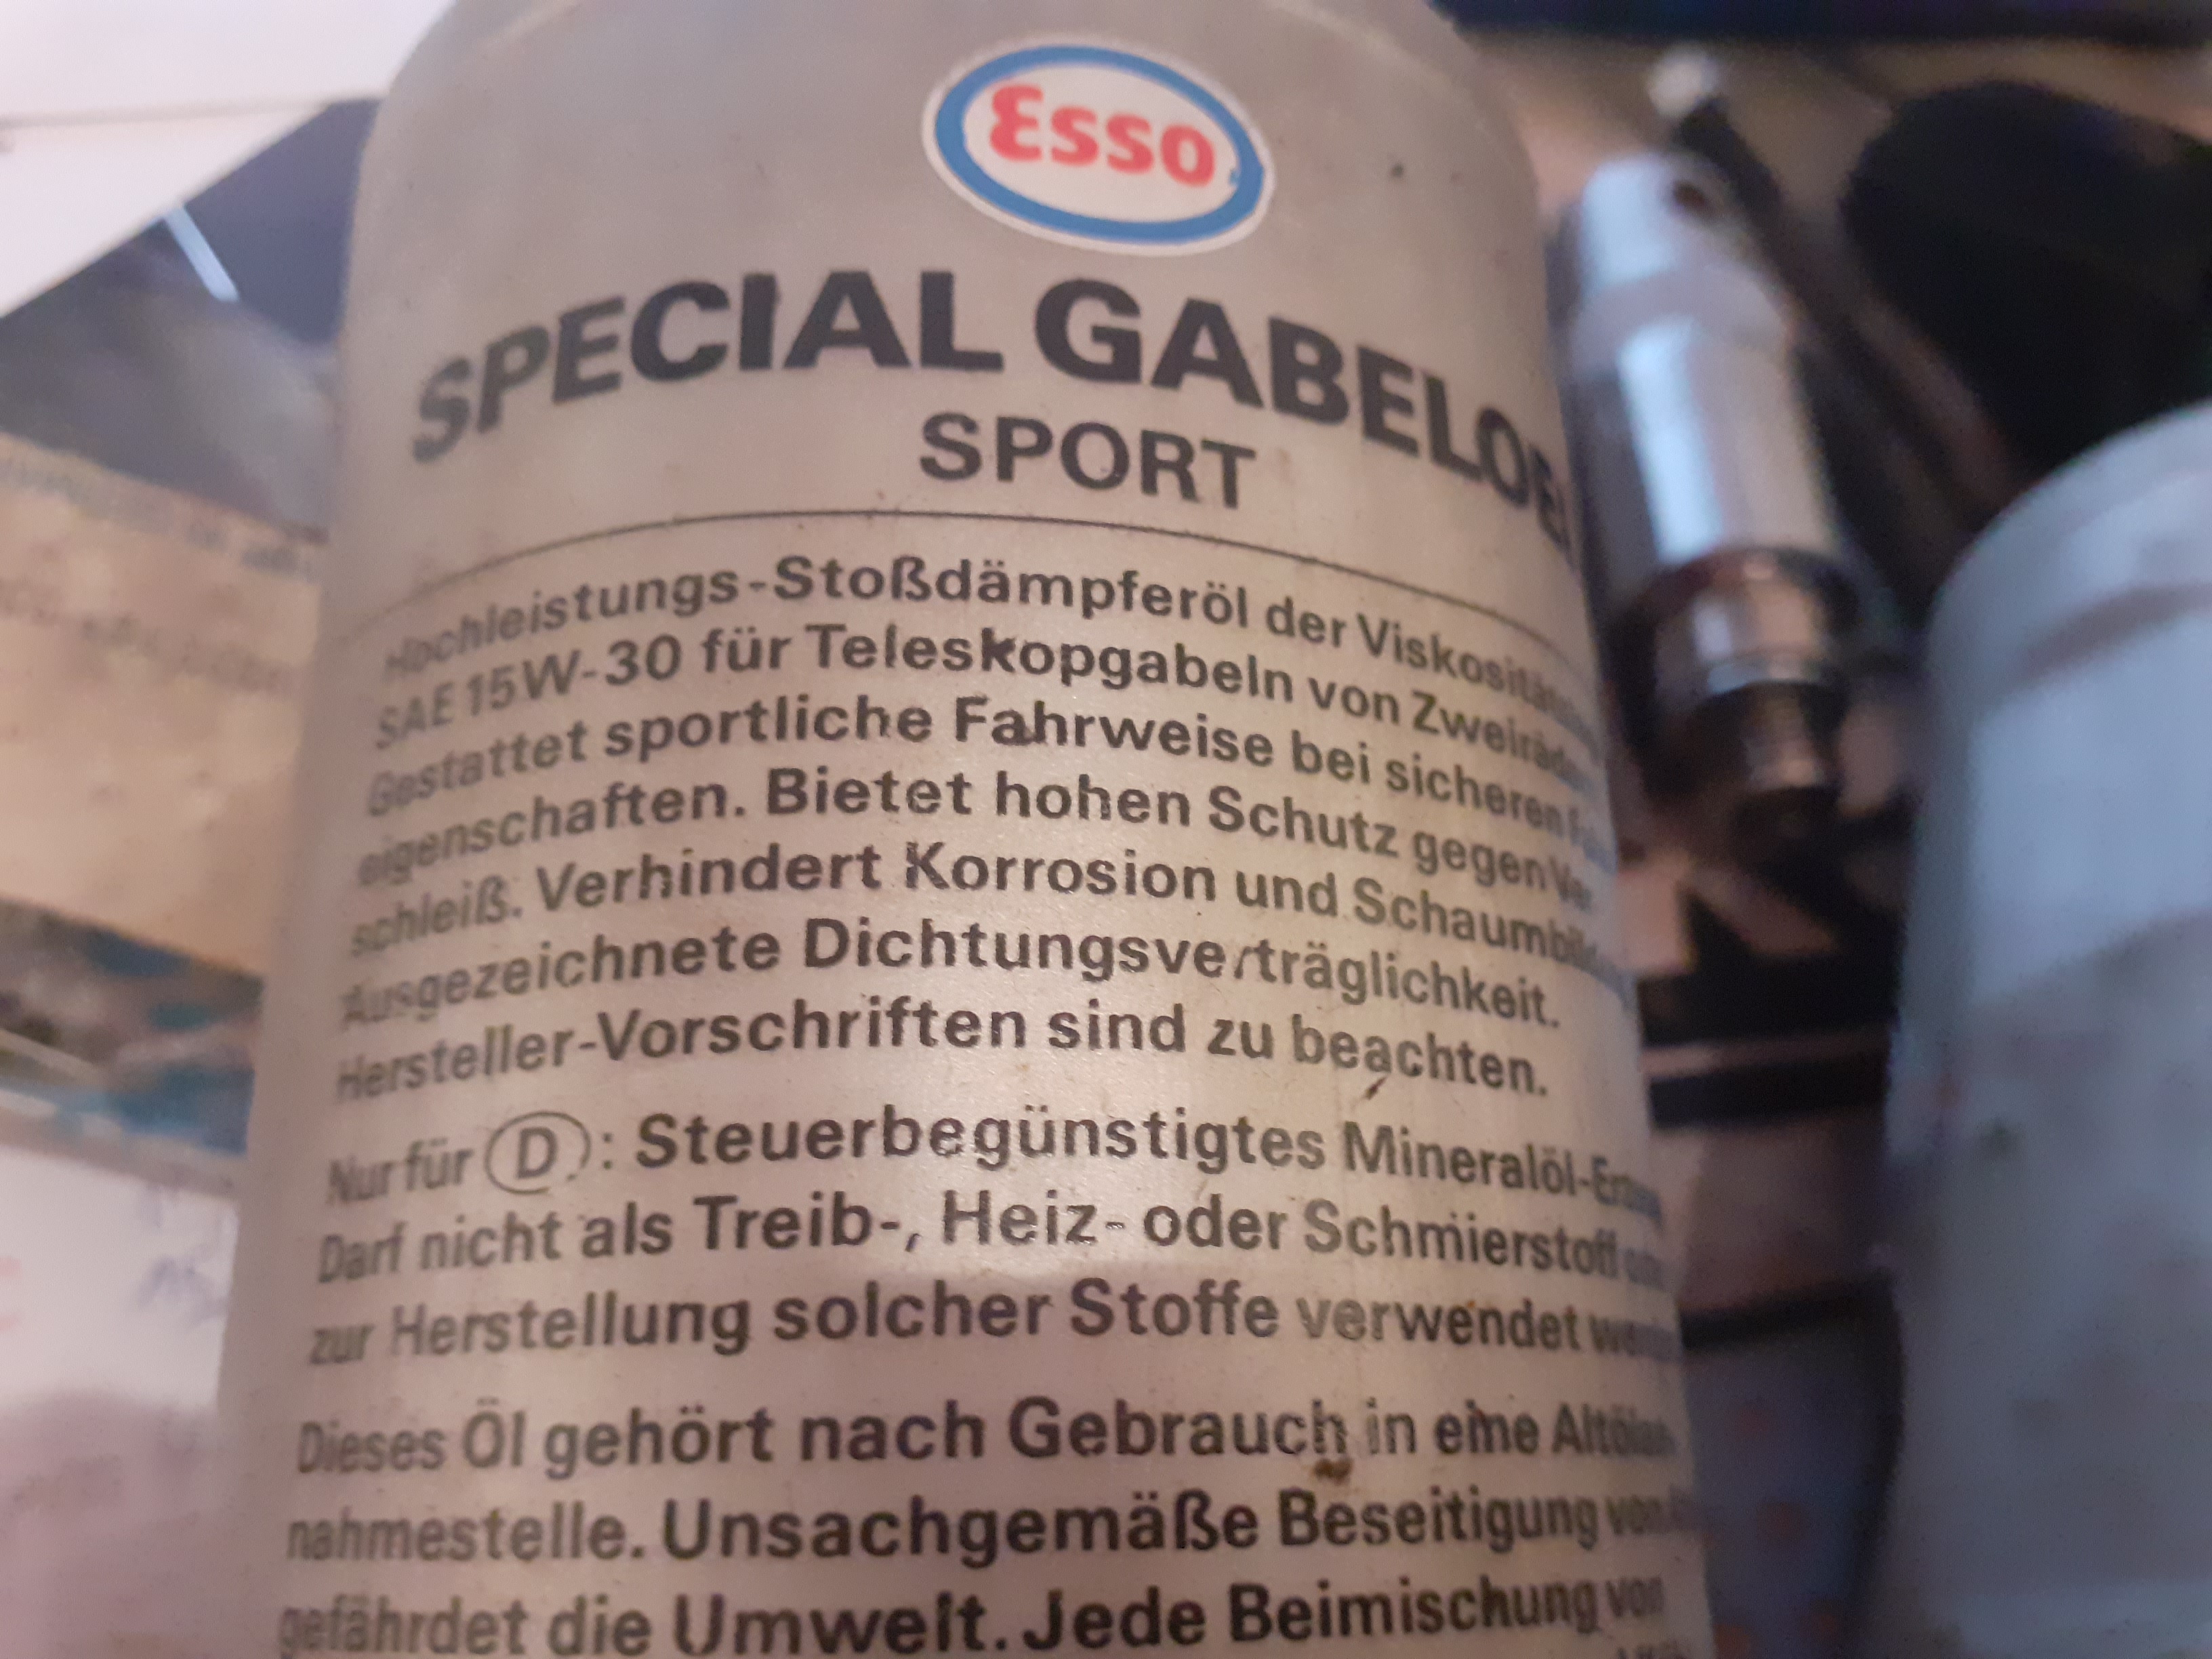 Esso
SPECIAL GABELOEL
SPORT
Hochleistungs-Stoßdämpferöl der
SAE 15W-30 für Teleskopgabeln von
Gestattet sportliche Fahrweise bei sicheren
eigenschaften. Bietet hohen Schutz gegen Ver-
schleiß. Verhindert Korrosion und
Ausgezeichnete Dichtungsverträglichkeit.
Hersteller-Vorschriften sind zu beachten.
Nur für D: Steuerbegünstigtes
Darf nicht als Treib-, Heiz- oder Schmierstoff
zur Herstellung solcher Stoffe verwendet
Dieses Öl gehört nach Gebrauch in eine
nahmestelle. Unsachgemäße Beseitigung von
gefährdet die Umwelt. Jede Beimischung von